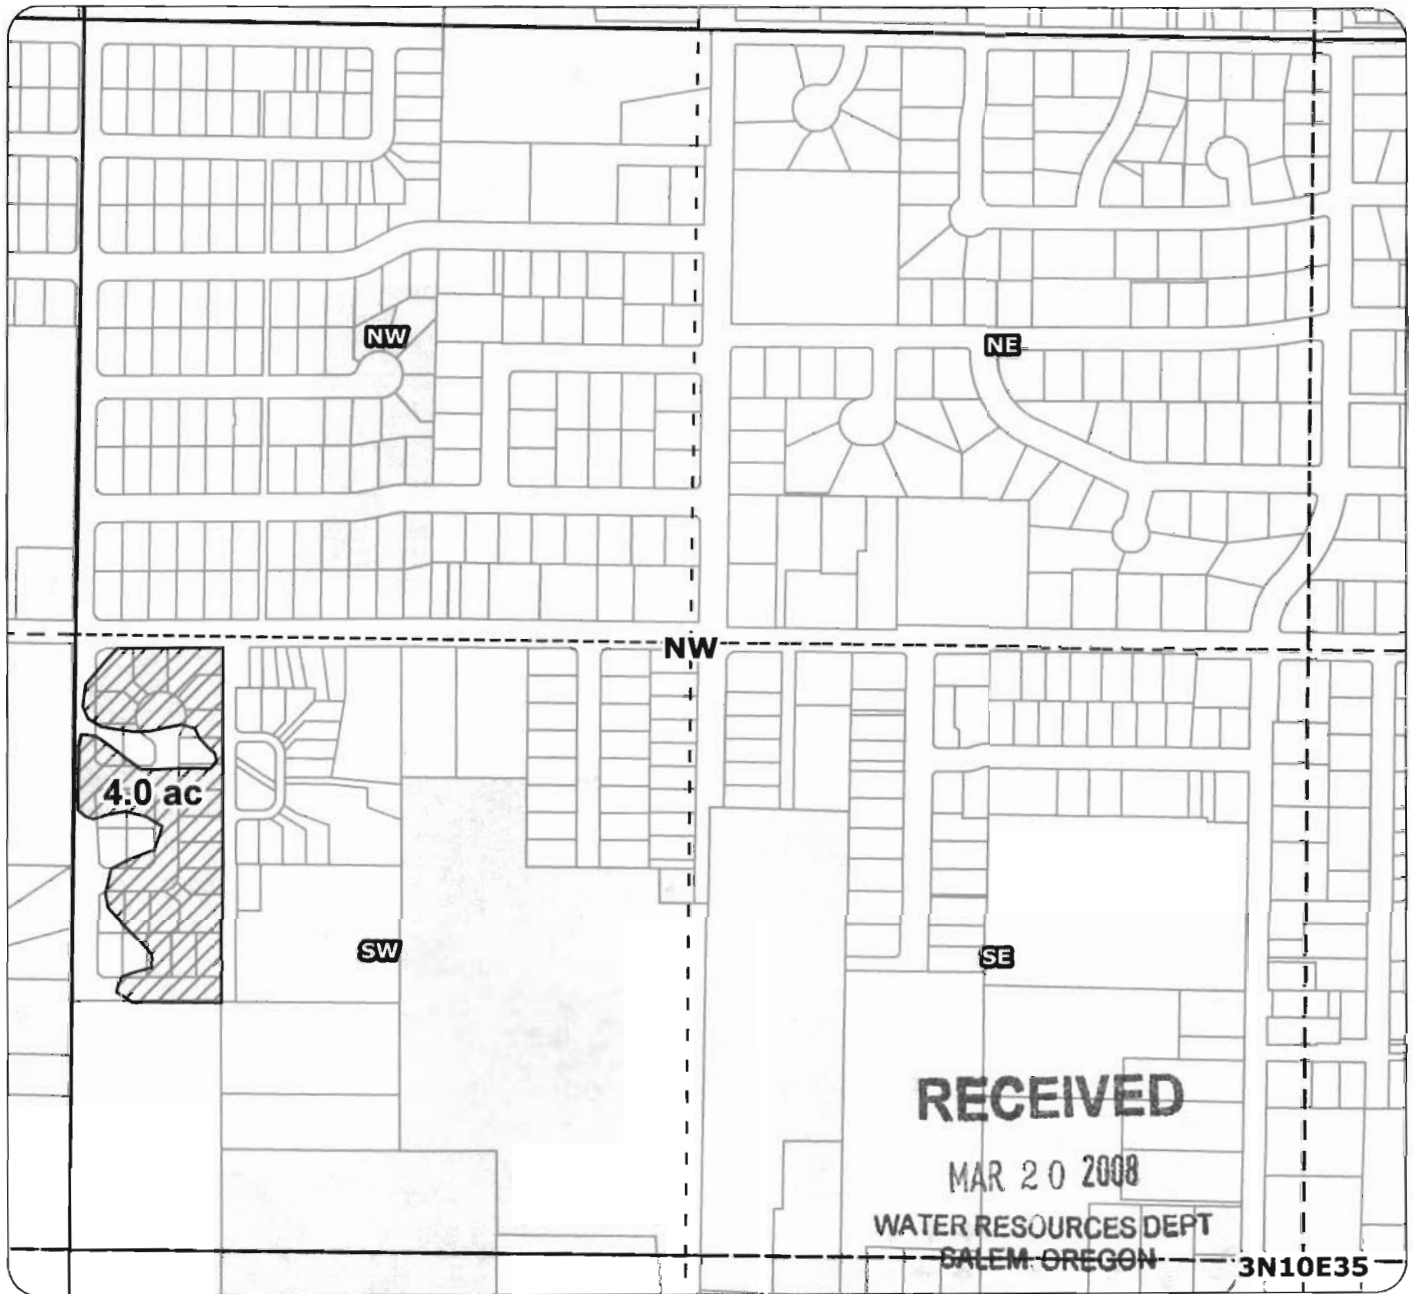 NW
NE
NW
4.0 ac
SW
SE
RECEIVED
MAR 20 2008
WATER RESOURCES DEPT
SALEM. OREGON
3N10E35